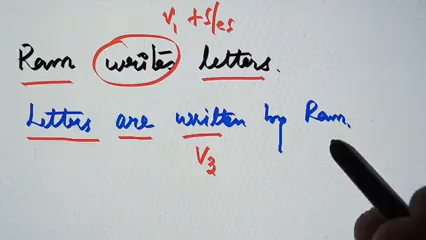 V1 + s/es
Ram writes letters.
Letters are written by Ram.
V3